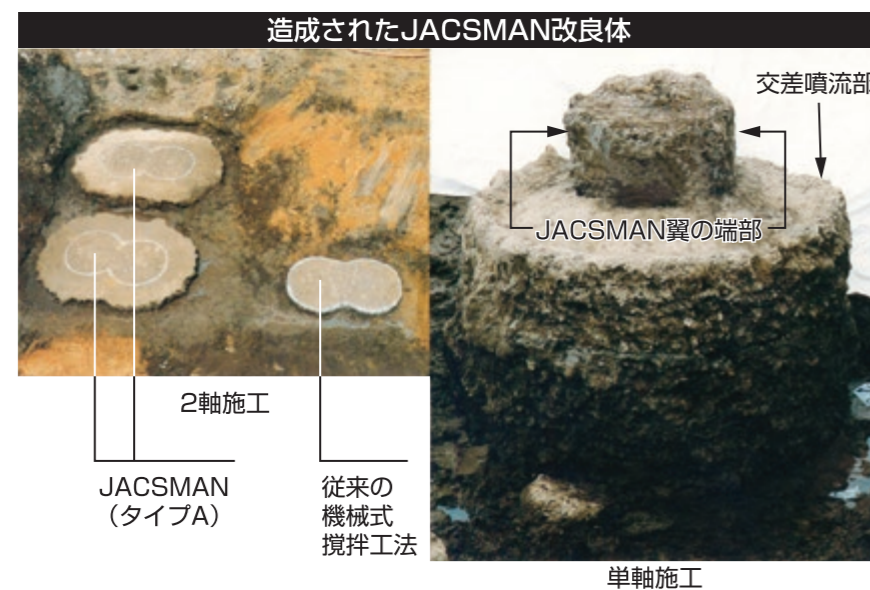 造成されたJACSMAN改良体
交差噴流部
JACSMAN翼の端部
2軸施工
JACSMAN
（タイプA）
従来の
機械式
撹拌工法
単軸施工